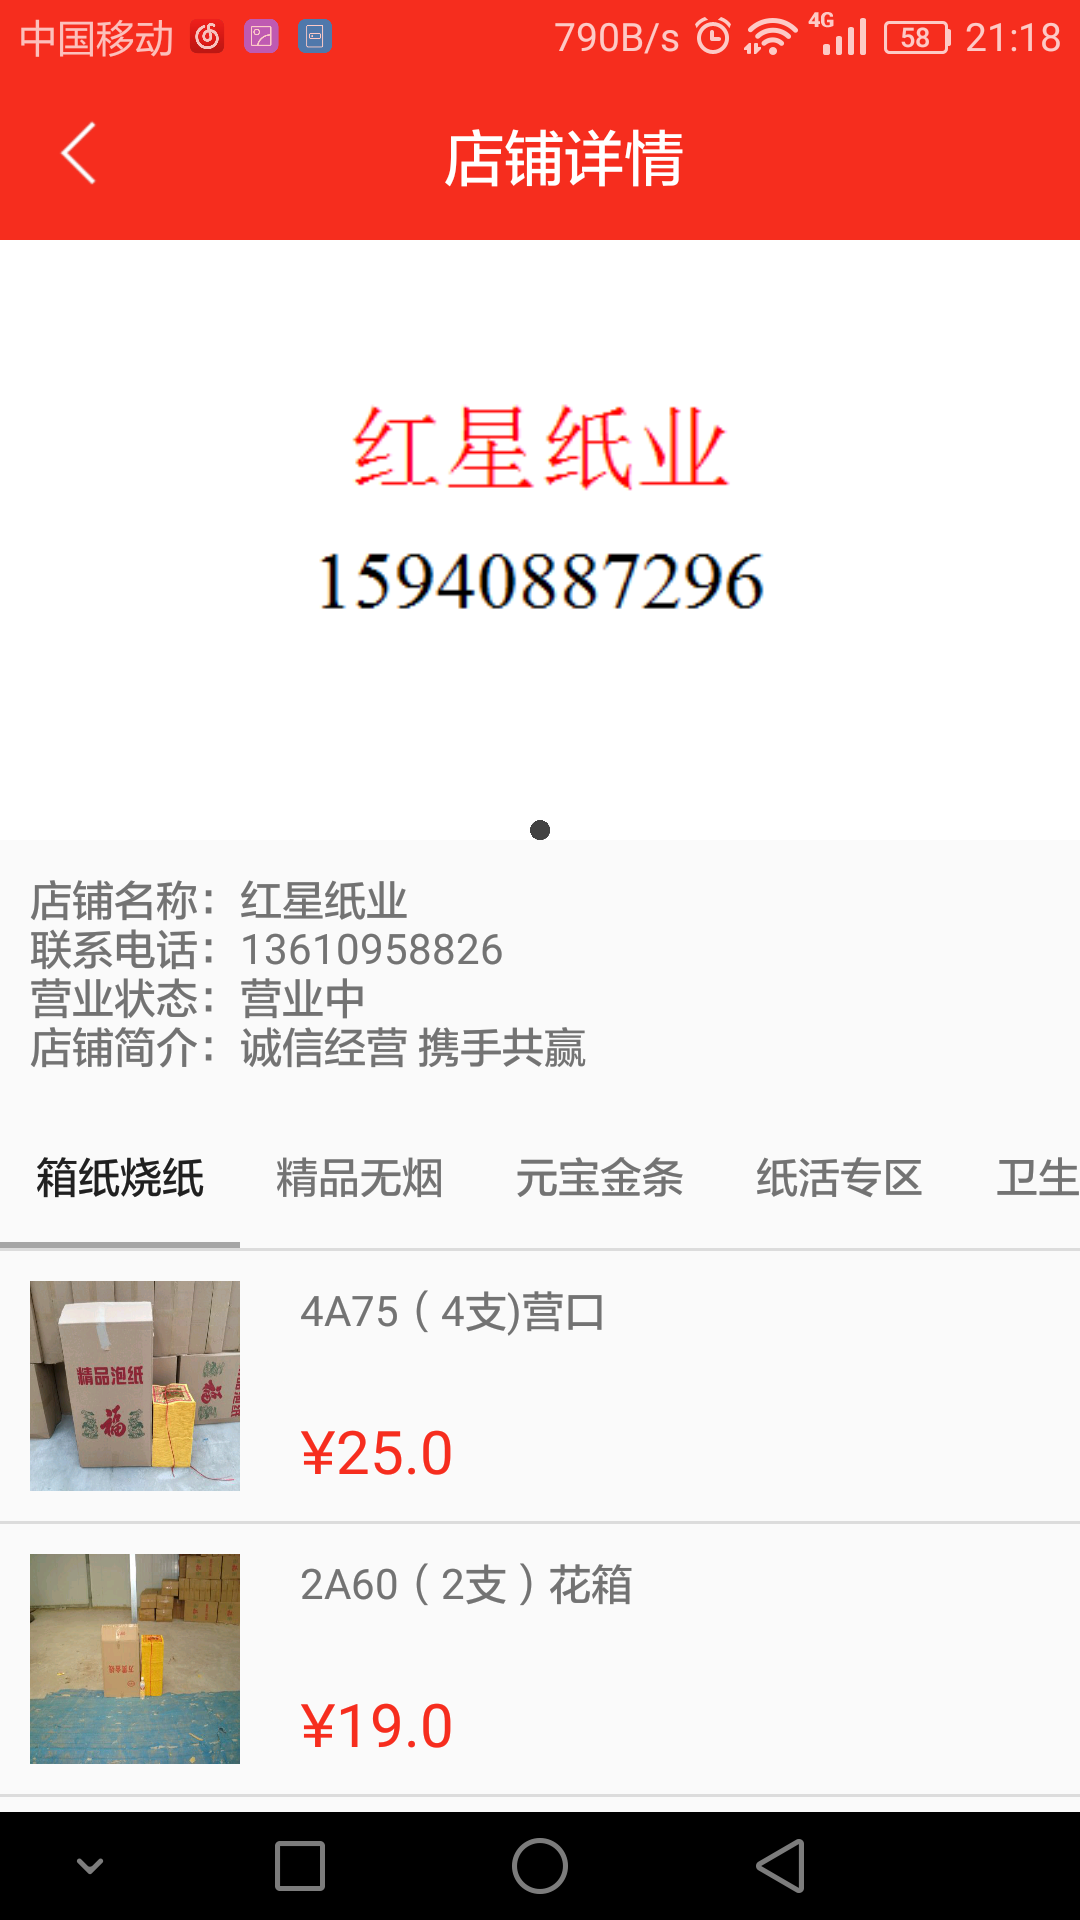 中国移动 790B/s 4G 58 21:18
店铺详情
红星纸业
15940887296
店铺名称：红星纸业
联系电话：13610958826
营业状态：营业中
店铺简介：诚信经营 携手共赢
箱纸烧纸 精品无烟 元宝金条 纸活专区 卫生
4A75（4支)营口
精品泡纸
福
¥25.0
2A60（2支）花箱
¥19.0